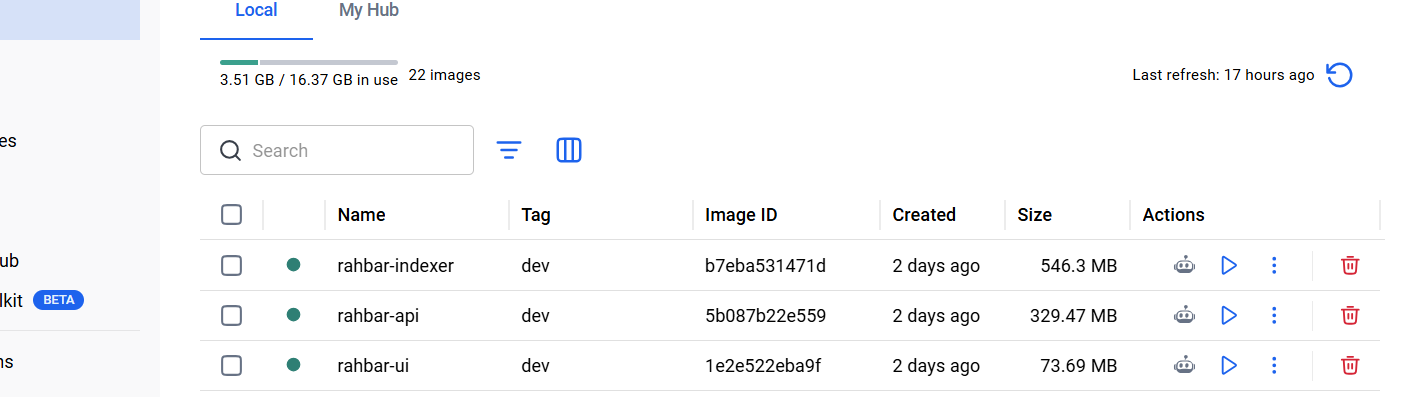 Local My Hub
3.51 GB / 16.37 GB in use 22 images Last refresh: 17 hours ago
Search
Name Tag Image ID Created Size Actions
es
rahbar-indexer dev b7eba531471d 2 days ago 546.3 MB
ub
lkit BETA
rahbar-api dev 5b087b22e559 2 days ago 329.47 MB
ns
rahbar-ui dev 1e2e522eba9f 2 days ago 73.69 MB